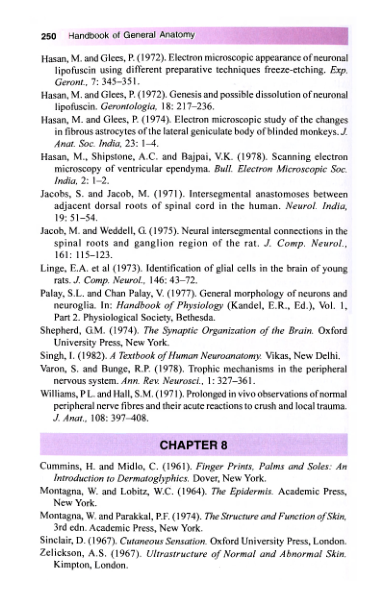 250 Handbook of General Anatomy
Hasan, M. and Glees, P. (1972). Electron microscopic appearance of neuronal
lipofuscin using different preparative techniques freeze-etching. Exp.
Geront., 7: 345–351.
Hasan, M. and Glees, P. (1972). Genesis and possible dissolution of neuronal
lipofuscin. Gerontologia, 18: 217–236.
Hasan, M. and Glees, P. (1974). Electron microscopic study of the changes
in fibrous astrocytes of the lateral geniculate body of blinded monkeys. J.
Anat. Soc. India, 23: 1–4.
Hasan, M., Shipstone, A.C. and Bajpai, V.K. (1978). Scanning electron
microscopy of ventricular ependyma. Bull. Electron Microscopic Soc.
India, 2: 1–2.
Jacobs, S. and Jacob, M. (1971). Intersegmental anastomoses between
adjacent dorsal roots of spinal cord in the human. Neurol. India,
19: 51–54.
Jacob, M. and Weddell, G. (1975). Neural intersegmental connections in the
spinal roots and ganglion region of the rat. J. Comp. Neurol.,
161: 115–123.
Linge, E.A. et al (1973). Identification of glial cells in the brain of young
rats. J. Comp. Neurol., 146: 43–72.
Palay, S.L. and Chan Palay, V. (1977). General morphology of neurons and
neuroglia. In: Handbook of Physiology (Kandel, E.R., Ed.), Vol. 1,
Part 2. Physiological Society, Bethesda.
Shepherd, G.M. (1974). The Synaptic Organization of the Brain. Oxford
University Press, New York.
Singh, I. (1982). A Textbook of Human Neuroanatomy. Vikas, New Delhi.
Varon, S. and Bunge, R.P. (1978). Trophic mechanisms in the peripheral
nervous system. Ann. Rev. Neurosci., 1: 327–361.
Williams, P.L. and Hall, S.M. (1971). Prolonged in vivo observations of normal
peripheral nerve fibres and their acute reactions to crush and local trauma.
J. Anat., 108: 397–408.
CHAPTER 8
Cummins, H. and Midlo, C. (1961). Finger Prints, Palms and Soles: An
Introduction to Dermatoglyphics. Dover, New York.
Montagna, W. and Lobitz, W.C. (1964). The Epidermis. Academic Press,
New York.
Montagna, W. and Parakkal, P.F. (1974). The Structure and Function of Skin,
3rd edn. Academic Press, New York.
Sinclair, D. (1967). Cutaneous Sensation. Oxford University Press, London.
Zelickson, A.S. (1967). Ultrastructure of Normal and Abnormal Skin.
Kimpton, London.